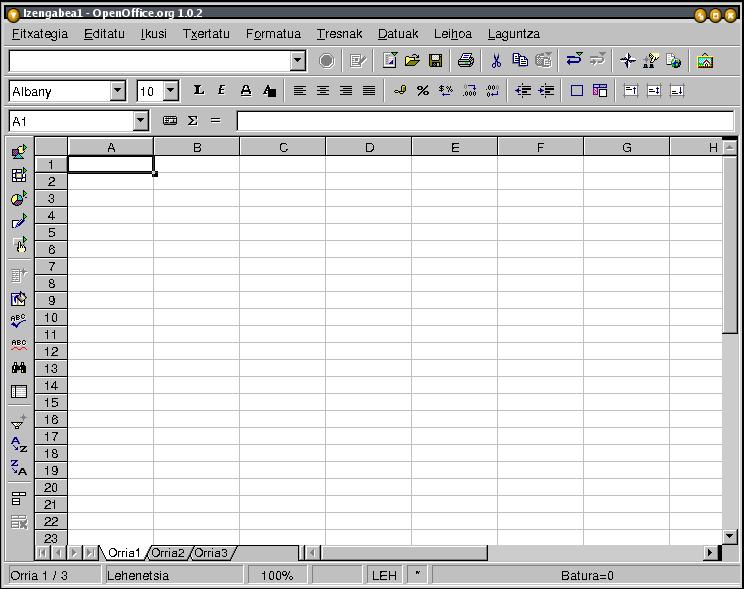 Izengabea1 - OpenOffice.org 1.0.2
Fitxategia Editatu Ikusi Txertatu Formatua Tresnak Datuak Leihoa Laguntza
Albany 10 L E A A %
A1 Σ =
A B C D E F G H
1
2
3
4
5
6
7
8
9
10
11
12
13
14
15
16
17
18
19
20
21
22
23
ABC
ABC
A Z
Z A
Orria1 Orria2 Orria3
Orria 1 / 3 Lehenetsia 100% LEH * Batura=0